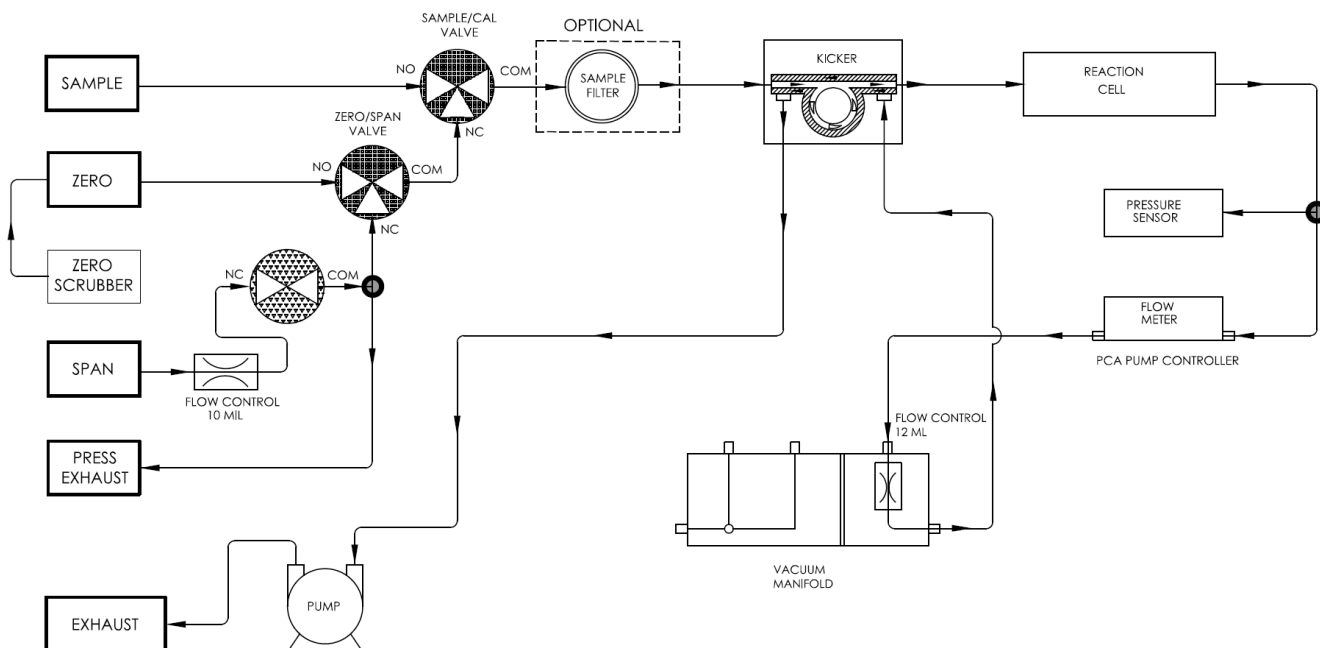 SAMPLE/CAL
VALVE
OPTIONAL
SAMPLE
NO
COM
NC
SAMPLE
FILTER
KICKER
REACTION
CELL
ZERO/SPAN
VALVE
ZERO
NO
COM
NC
PRESSURE
SENSOR
ZERO
SCRUBBER
NC
COM
FLOW
METER
PCA PUMP CONTROLLER
SPAN
FLOW CONTROL
10 MIL
FLOW CONTROL
12 ML
PRESS
EXHAUST
VACUUM
MANIFOLD
PUMP
EXHAUST